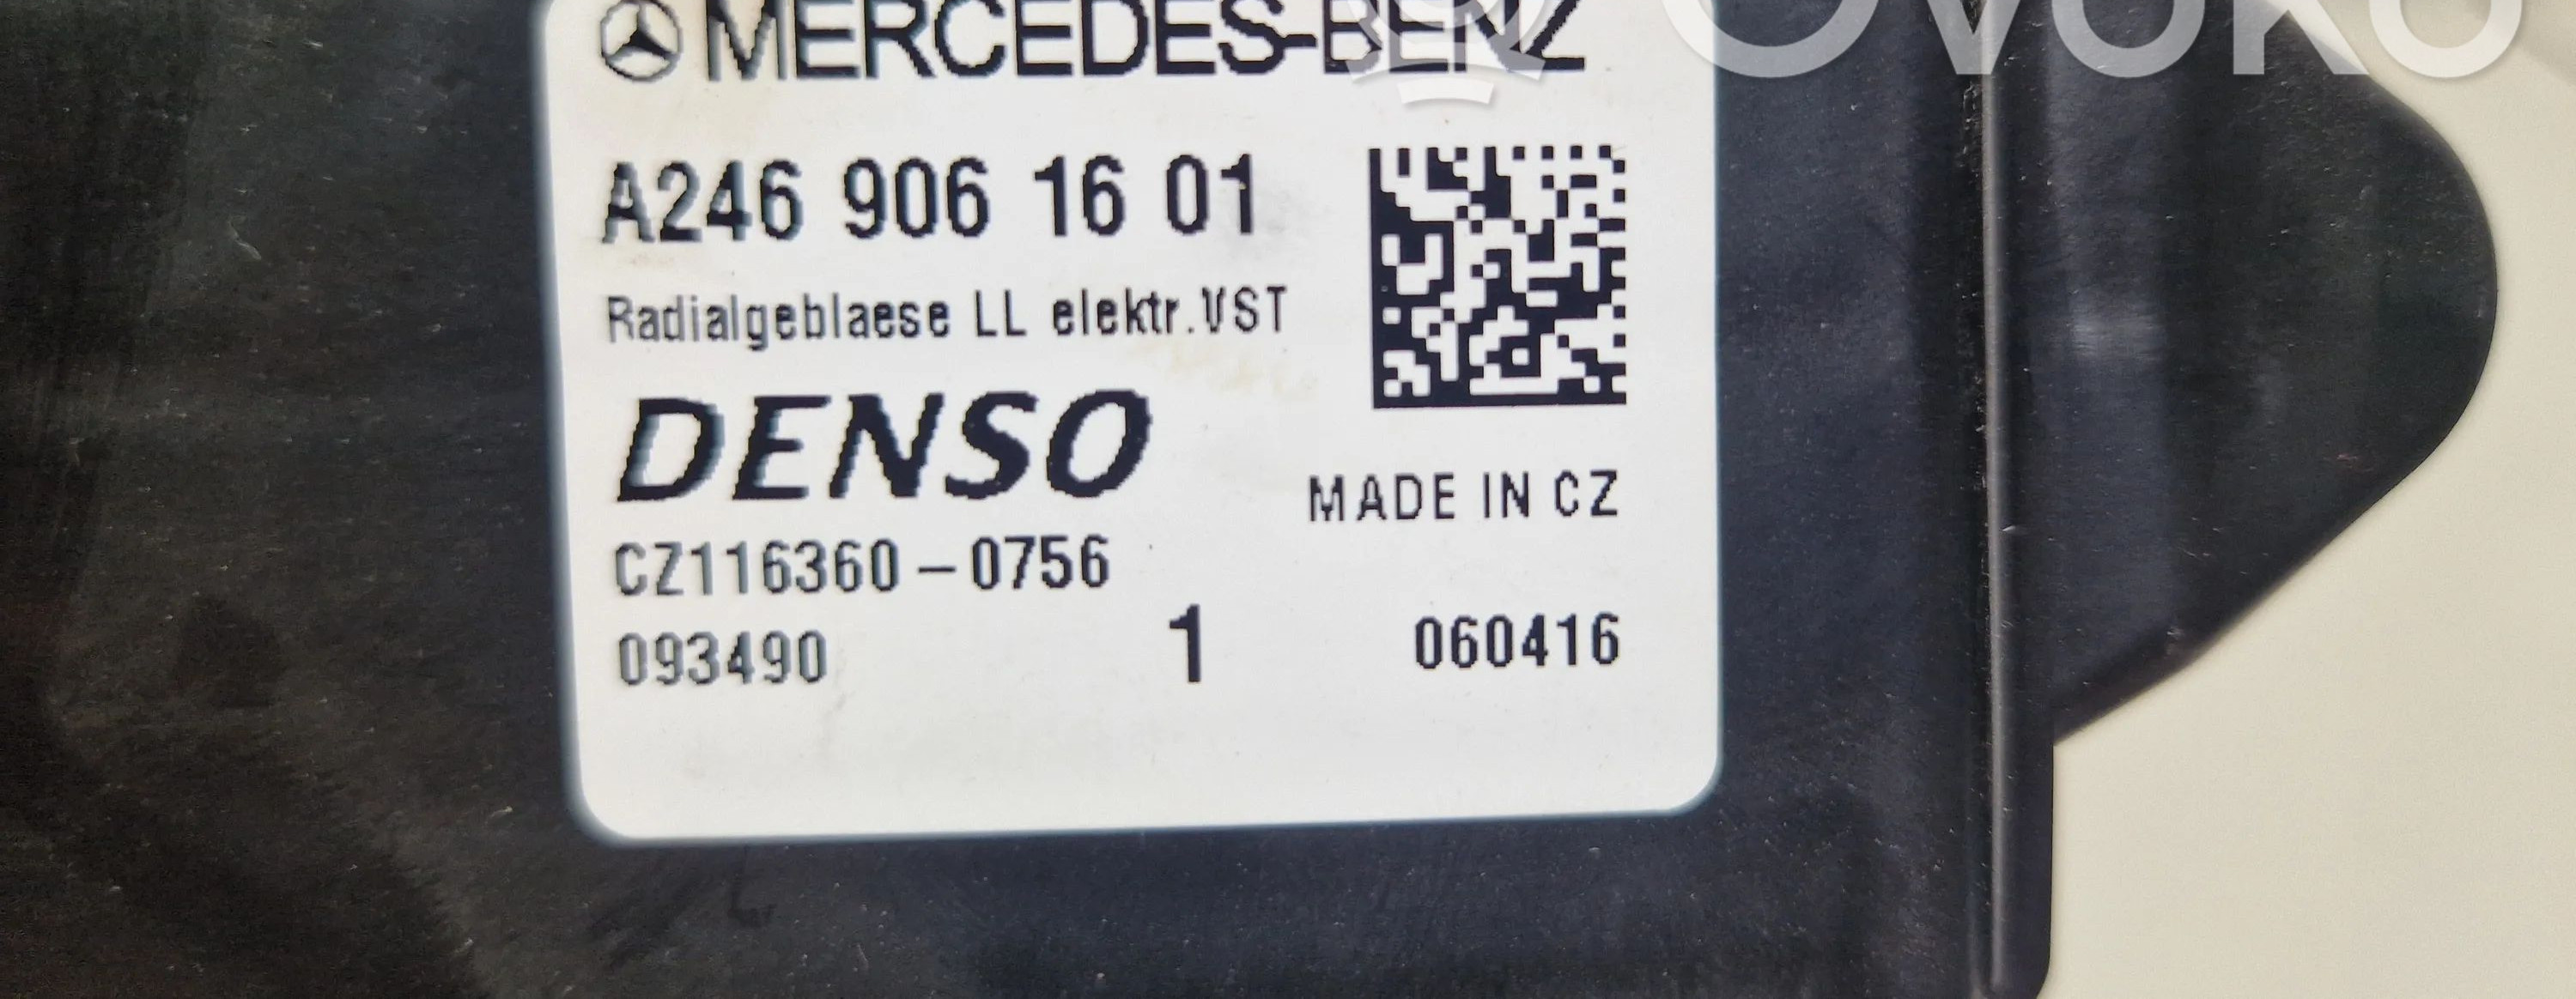 MERCEDES-BENZ
OVOKO
A246 906 16 01
Radialgeblaese LL elektr.VST
DENSO
MADE IN CZ
CZ116360-0756
093490 1 060416